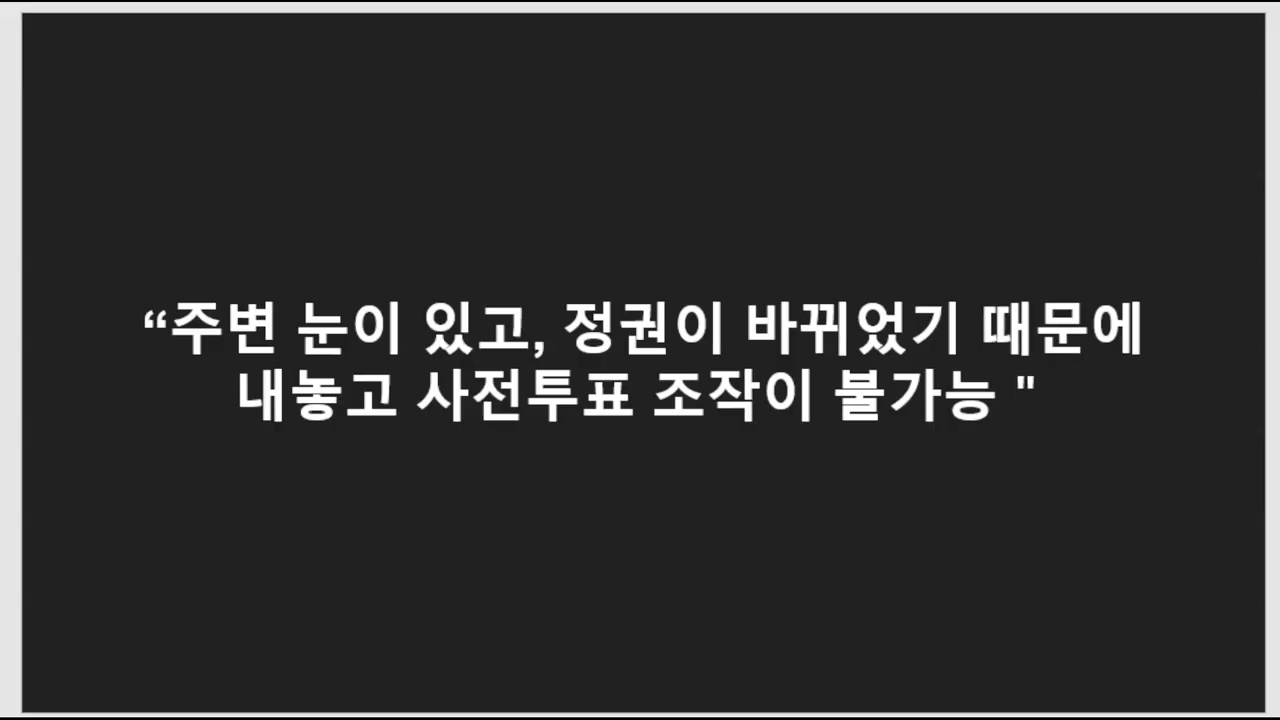 “주변 눈이 있고, 정권이 바뀌었기 때문에
내놓고 사전투표 조작이 불가능 "